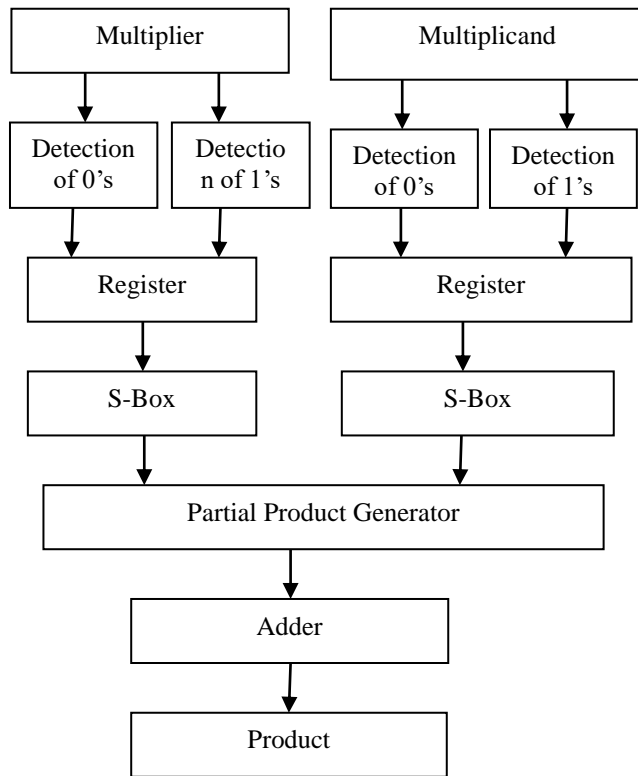 Multiplier
Multiplicand
Detection
of 0’s
Detectio
n of 1’s
Detection
of 0’s
Detection
of 1’s
Register
Register
S-Box
S-Box
Partial Product Generator
Adder
Product